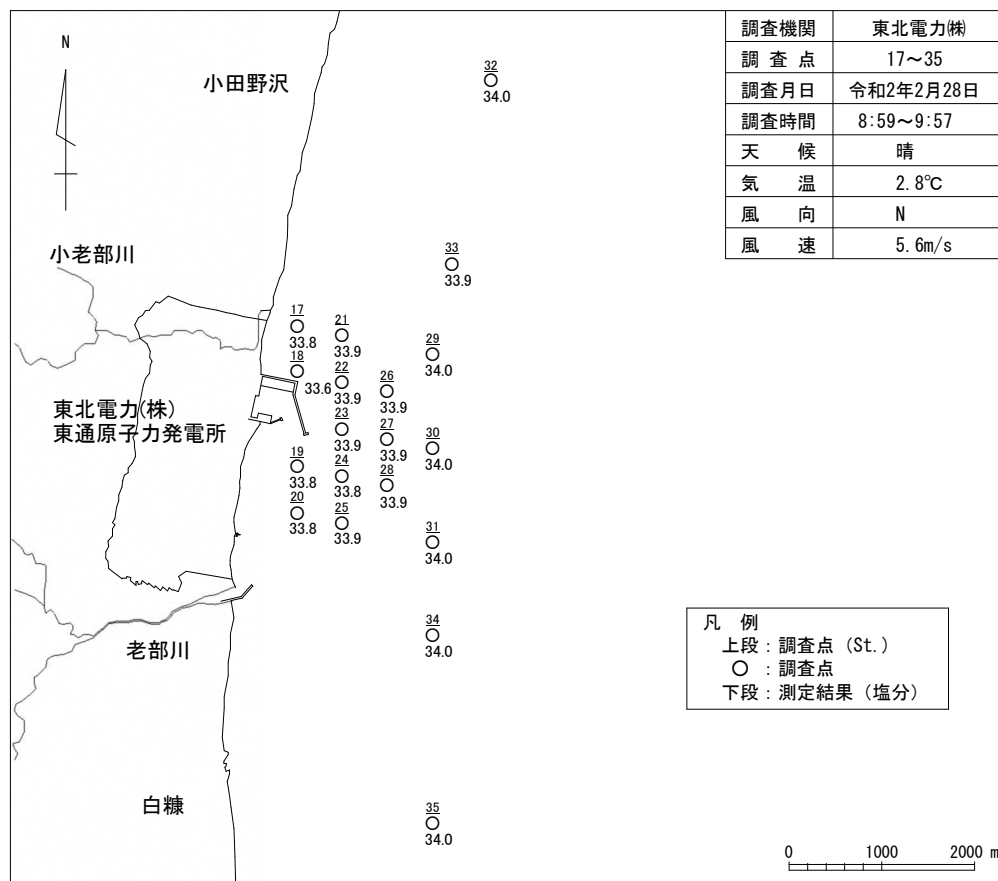 調査機関 東北電力㈱
調査点 17～35
調査月日 令和2年2月28日
調査時間 8:59～9:57
天候 晴
気温 2.8℃
風向 N
風速 5.6m/s
N
小田野沢
32
34.0
小老部川
33
33.9
17
33.8
21
33.9
29
34.0
18
33.6
22
33.9
26
33.9
東北電力(株)
東通原子力発電所
23
33.9
27
33.9
30
34.0
19
33.8
24
33.8
28
33.9
20
33.8
25
33.9
31
34.0
老部川
34
34.0
凡例
上段：調査点（St.）
○：調査点
下段：測定結果（塩分）
白糠
35
34.0
0 1000 2000 m